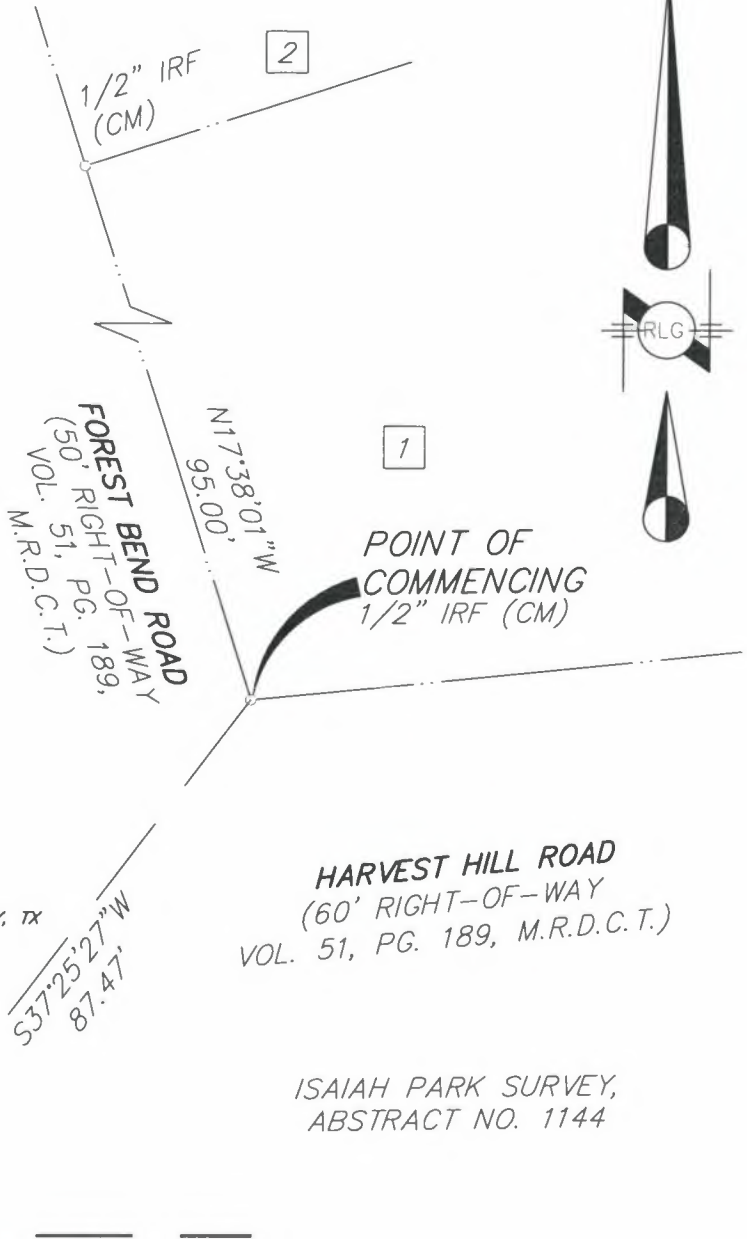 2
1/2" IRF
(CM)
RLG
N17°38'01"W
95.00'
FOREST BEND ROAD
(50' RIGHT-OF-WAY
VOL. 51, PG. 189,
M.R.D.C.T.)
1
POINT OF
COMMENCING
1/2" IRF (CM)
HARVEST HILL ROAD
(60' RIGHT-OF-WAY
VOL. 51, PG. 189, M.R.D.C.T.)
, TX
S37°25'27"W
87.47'
ISAIAH PARK SURVEY,
ABSTRACT NO. 1144